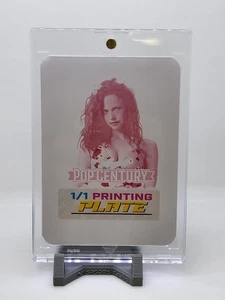 POP CENTURY
1/1 PRINTING
PLATE